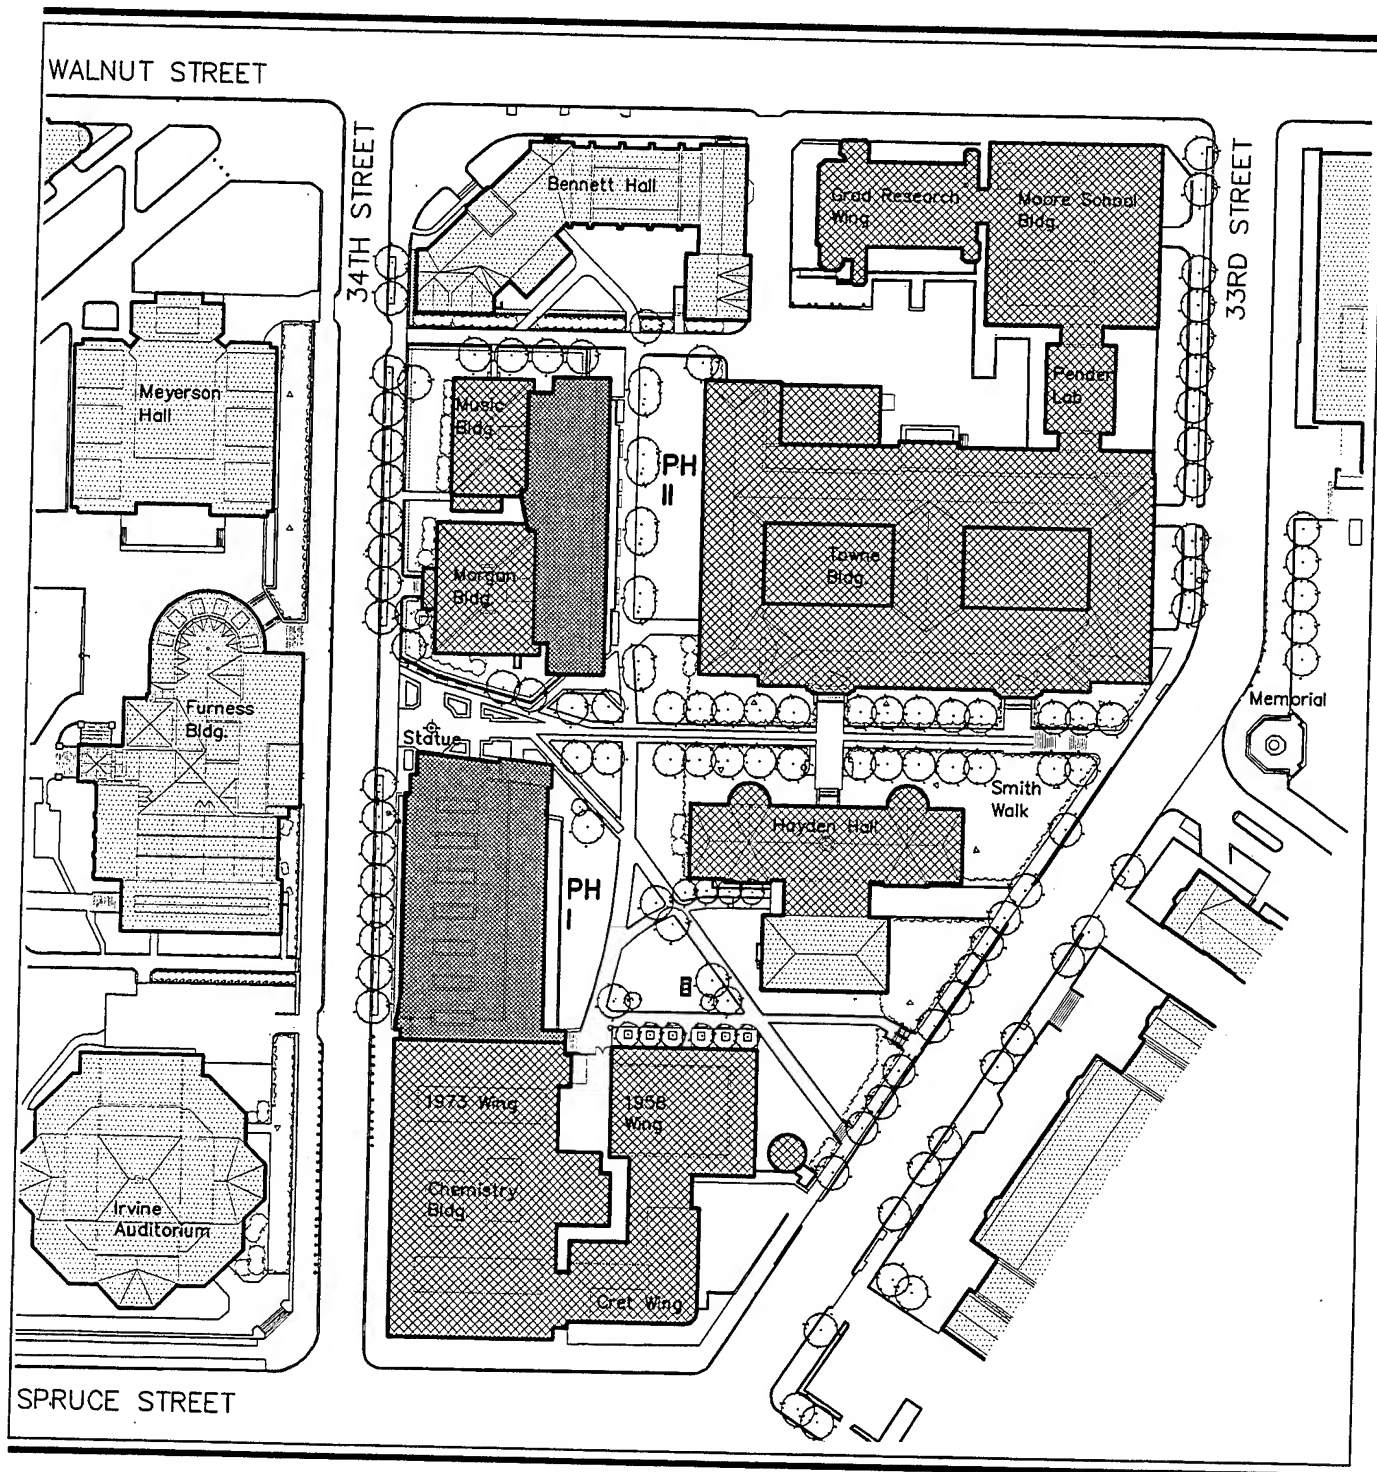 WALNUT STREET
34TH STREET
33RD STREET
Bennett Hall
Grad Research
Wing
Moore School
Bldg.
Meyerson
Hall
Music
Bldg.
Pender
Lab
PH
II
Towne
Bldg.
Morgan
Bldg.
Furness
Bldg.
Statue
Memorial
Smith
Walk
Hayden Hall
PH
I
1973 Wing
1958
Wing
Chemistry
Bldg
Irvine
Auditorium
Cret Wing
SPRUCE STREET